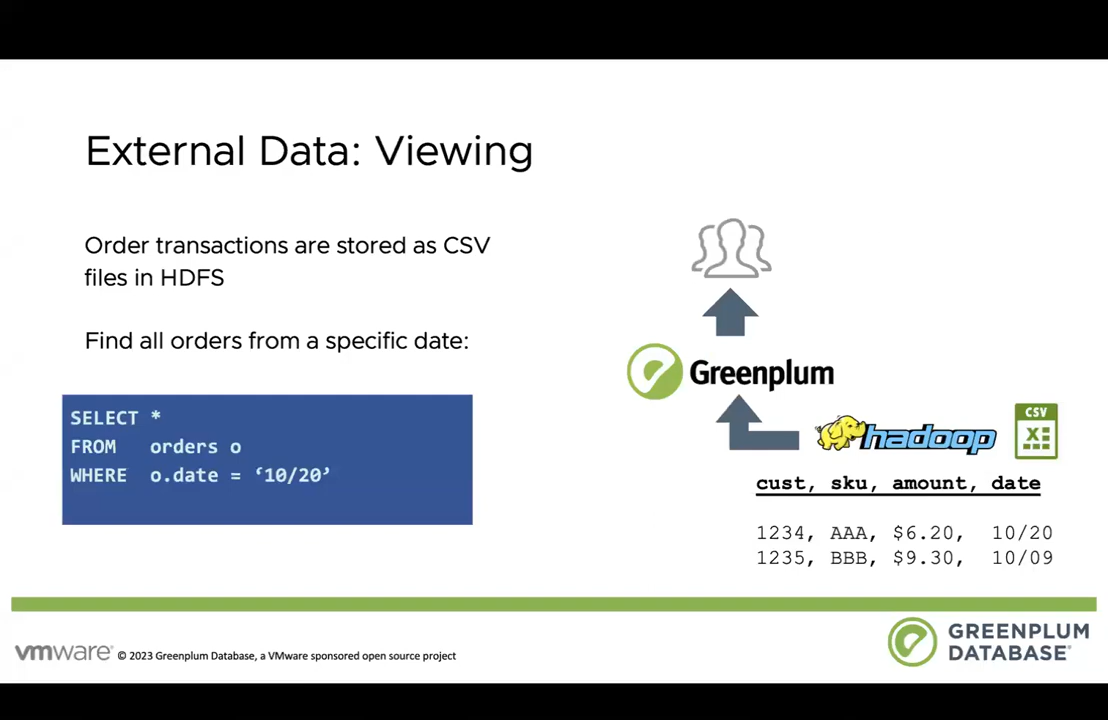 External Data: Viewing
Order transactions are stored as CSV
files in HDFS
Find all orders from a specific date:
SELECT *
FROM orders o
WHERE o.date = ‘10/20’
Greenplum
hadoop
CSV
cust, sku, amount, date
1234, AAA, $6.20, 10/20
1235, BBB, $9.30, 10/09
vmware® © 2023 Greenplum Database, a VMware sponsored open source project
GREENPLUM
DATABASE®